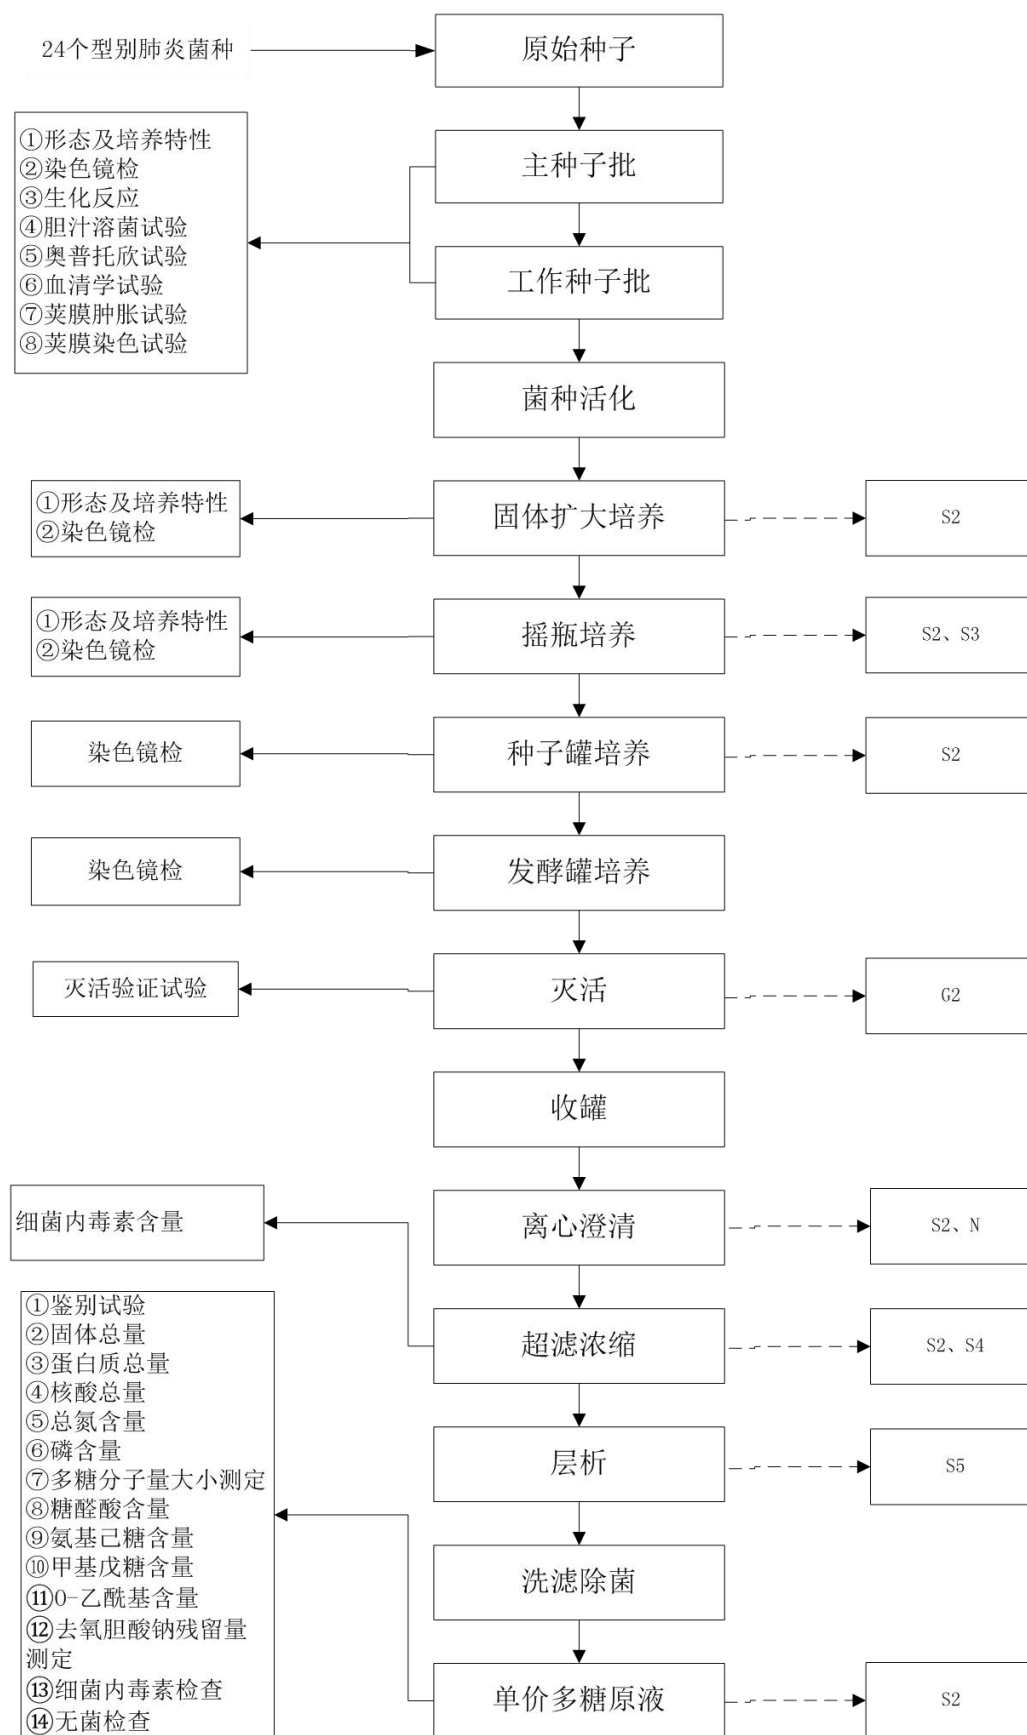 24个型别肺炎菌种
原始种子
①形态及培养特性
②染色镜检
③生化反应
④胆汁溶菌试验
⑤奥普托欣试验
⑥血清学试验
⑦荚膜肿胀试验
⑧荚膜染色试验
主种子批
工作种子批
菌种活化
①形态及培养特性
②染色镜检
固体扩大培养
S2
①形态及培养特性
②染色镜检
摇瓶培养
S2、S3
染色镜检
种子罐培养
S2
染色镜检
发酵罐培养
灭活验证试验
灭活
G2
收罐
细菌内毒素含量
离心澄清
S2、N
超滤浓缩
S2、S4
①鉴别试验
②固体总量
③蛋白质总量
④核酸总量
⑤总氮含量
⑥磷含量
⑦多糖分子量大小测定
⑧糖醛酸含量
⑨氨基己糖含量
⑩甲基戊糖含量
⑪O-乙酰基含量
⑫去氧胆酸钠残留量
测定
⑬细菌内毒素检查
⑭无菌检查
层析
S5
洗滤除菌
单价多糖原液
S2